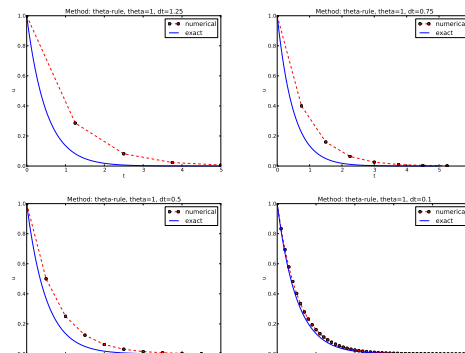 Method: theta-rule, theta=1, dt=1.25
numerical
exact
1.0
0.8
0.6
0.4
0.2
0.0
u
0 1 2 3 4 5
t
Method: theta-rule, theta=1, dt=0.75
numerical
exact
1.0
0.8
0.6
0.4
0.2
0.0
u
0 1 2 3 4 5
t
Method: theta-rule, theta=1, dt=0.5
numerical
exact
1.0
0.8
0.6
0.4
0.2
0.0
u
Method: theta-rule, theta=1, dt=0.1
numerical
exact
1.0
0.8
0.6
0.4
0.2
0.0
u